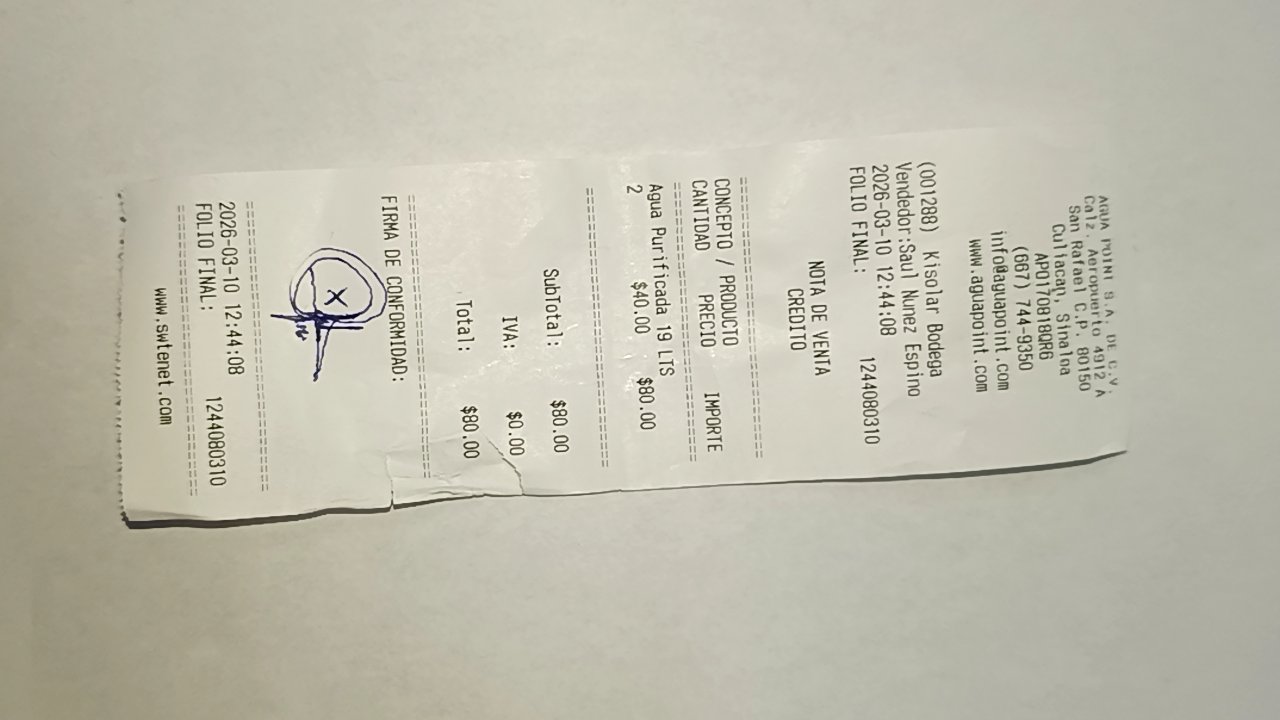 AGUA POINT S.A. DE C.V.
Calz. Aeropuerto 4912 A
San Rafael C.P. 80150
Culiacan, Sinaloa
APO170818QR6
(667) 744-9350
info@aguapoint.com
www.aguapoint.com
(001288) Kisolar Bodega
Vendedor:Saul Nunez Espino
2026-03-10 12:44:08
FOLIO FINAL: 1244080310
NOTA DE VENTA
CREDITO
=============================
CONCEPTO / PRODUCTO
CANTIDAD / PRECIO IMPORTE
=============================
Agua Purificada 19 LTS
2 $40.00 $80.00
=============================
SubTotal: $80.00
IVA: $0.00
Total: $80.00
=============================
FIRMA DE CONFORMIDAD:
X
=============================
2026-03-10 12:44:08
FOLIO FINAL: 1244080310
=============================
www.swtenet.com